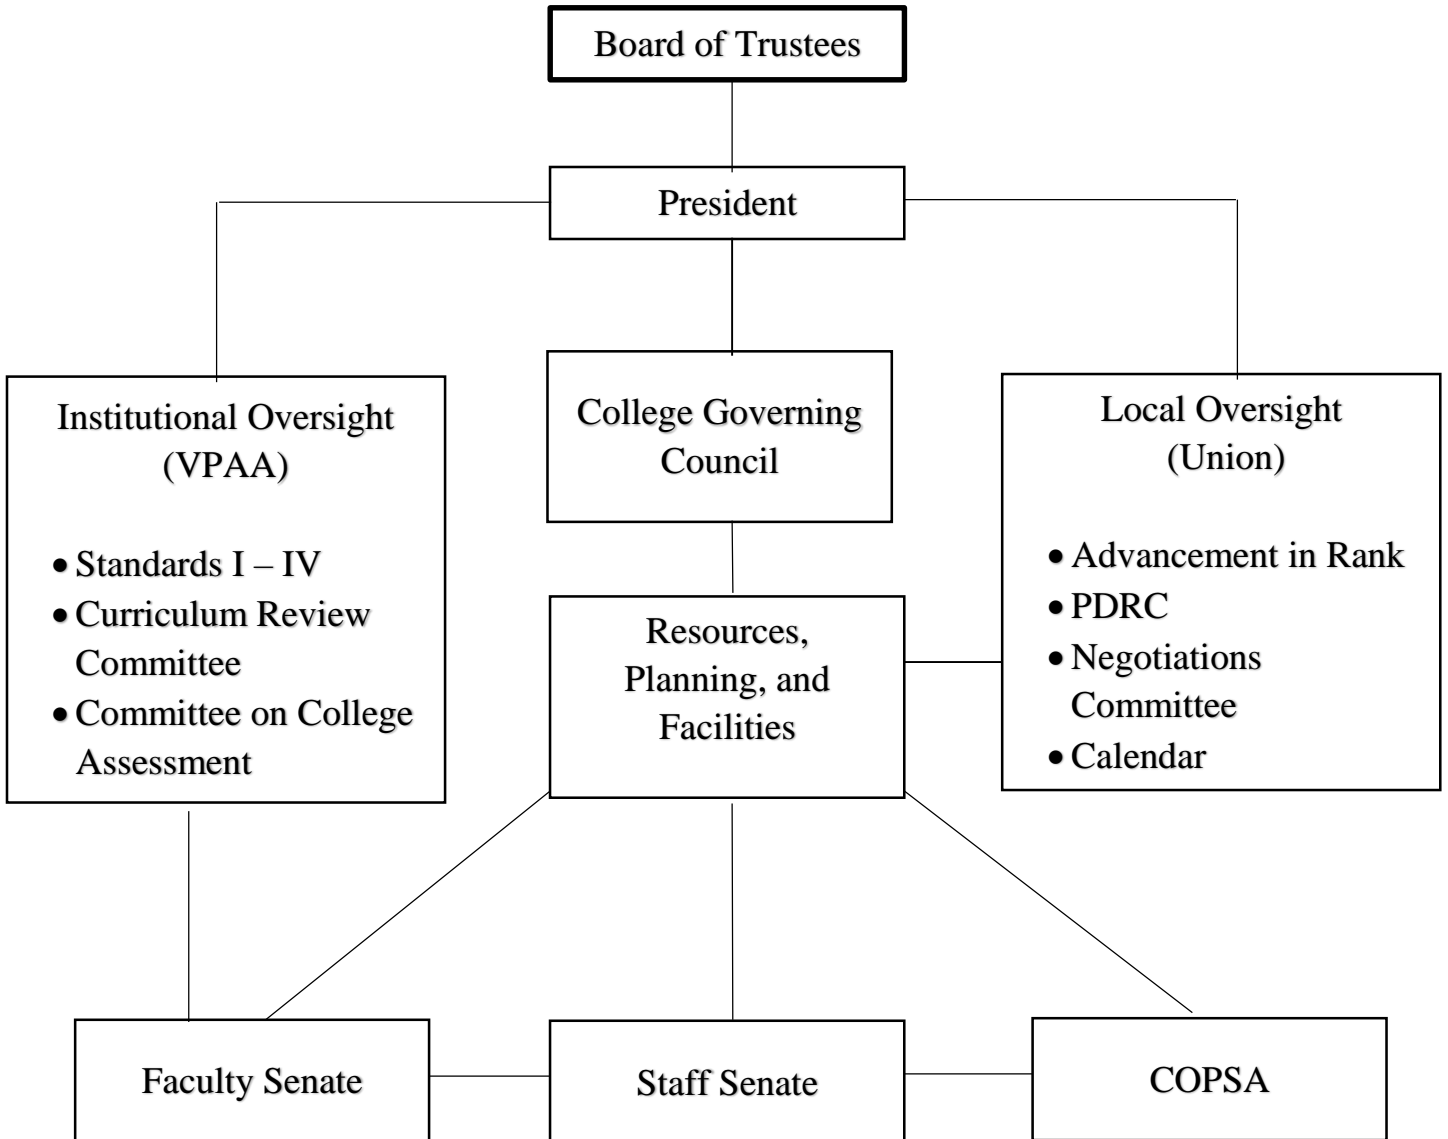 Board of Trustees
President
Institutional Oversight
(VPAA)
• Standards I – IV
• Curriculum Review
Committee
• Committee on College
Assessment
College Governing
Council
Local Oversight
(Union)
• Advancement in Rank
• PDRC
• Negotiations
Committee
• Calendar
Resources,
Planning, and
Facilities
Faculty Senate
Staff Senate
COPSA